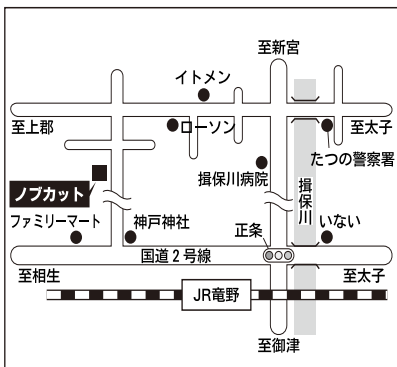 至新宮
イトメン
至上郡
ローソン
至太子
たつの警察署
揖保川病院
揖保川
ノブカット
ファミリーマート
神戸神社
正条
いない
国道2号線
至相生
至太子
JR竜野
至御津